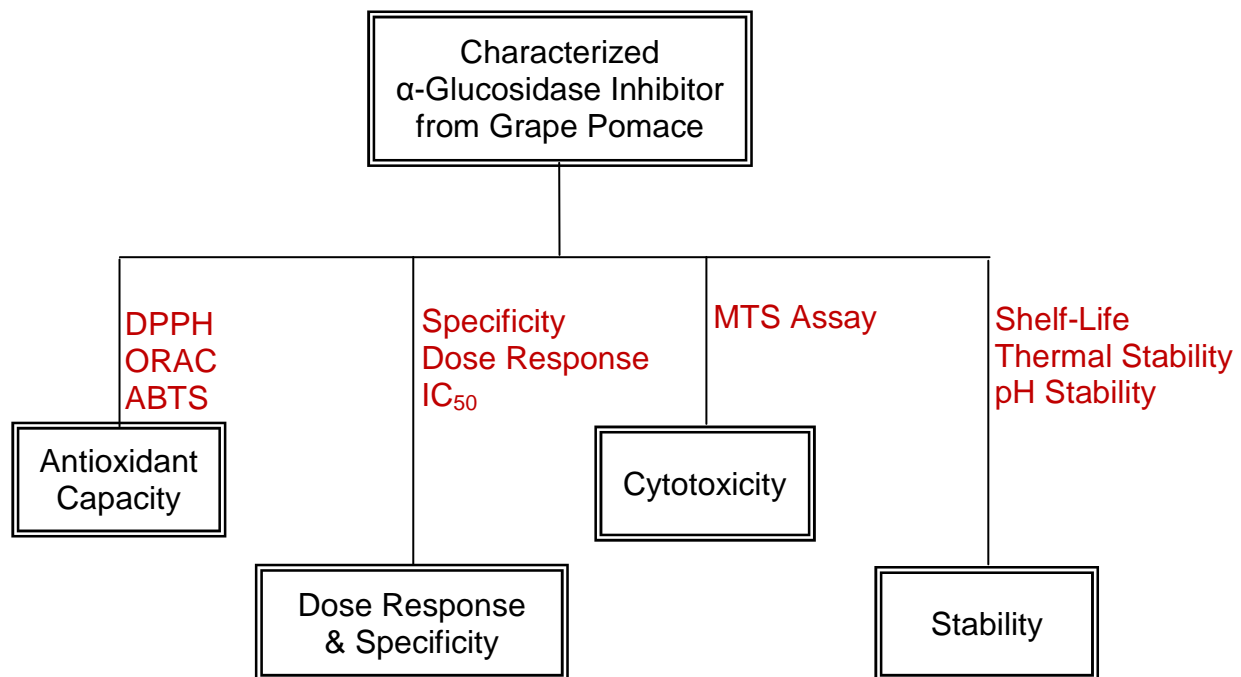 Characterized
α-Glucosidase Inhibitor
from Grape Pomace
DPPH
ORAC
ABTS
Specificity
Dose Response
IC₅₀
MTS Assay
Shelf-Life
Thermal Stability
pH Stability
Antioxidant
Capacity
Dose Response
& Specificity
Cytotoxicity
Stability